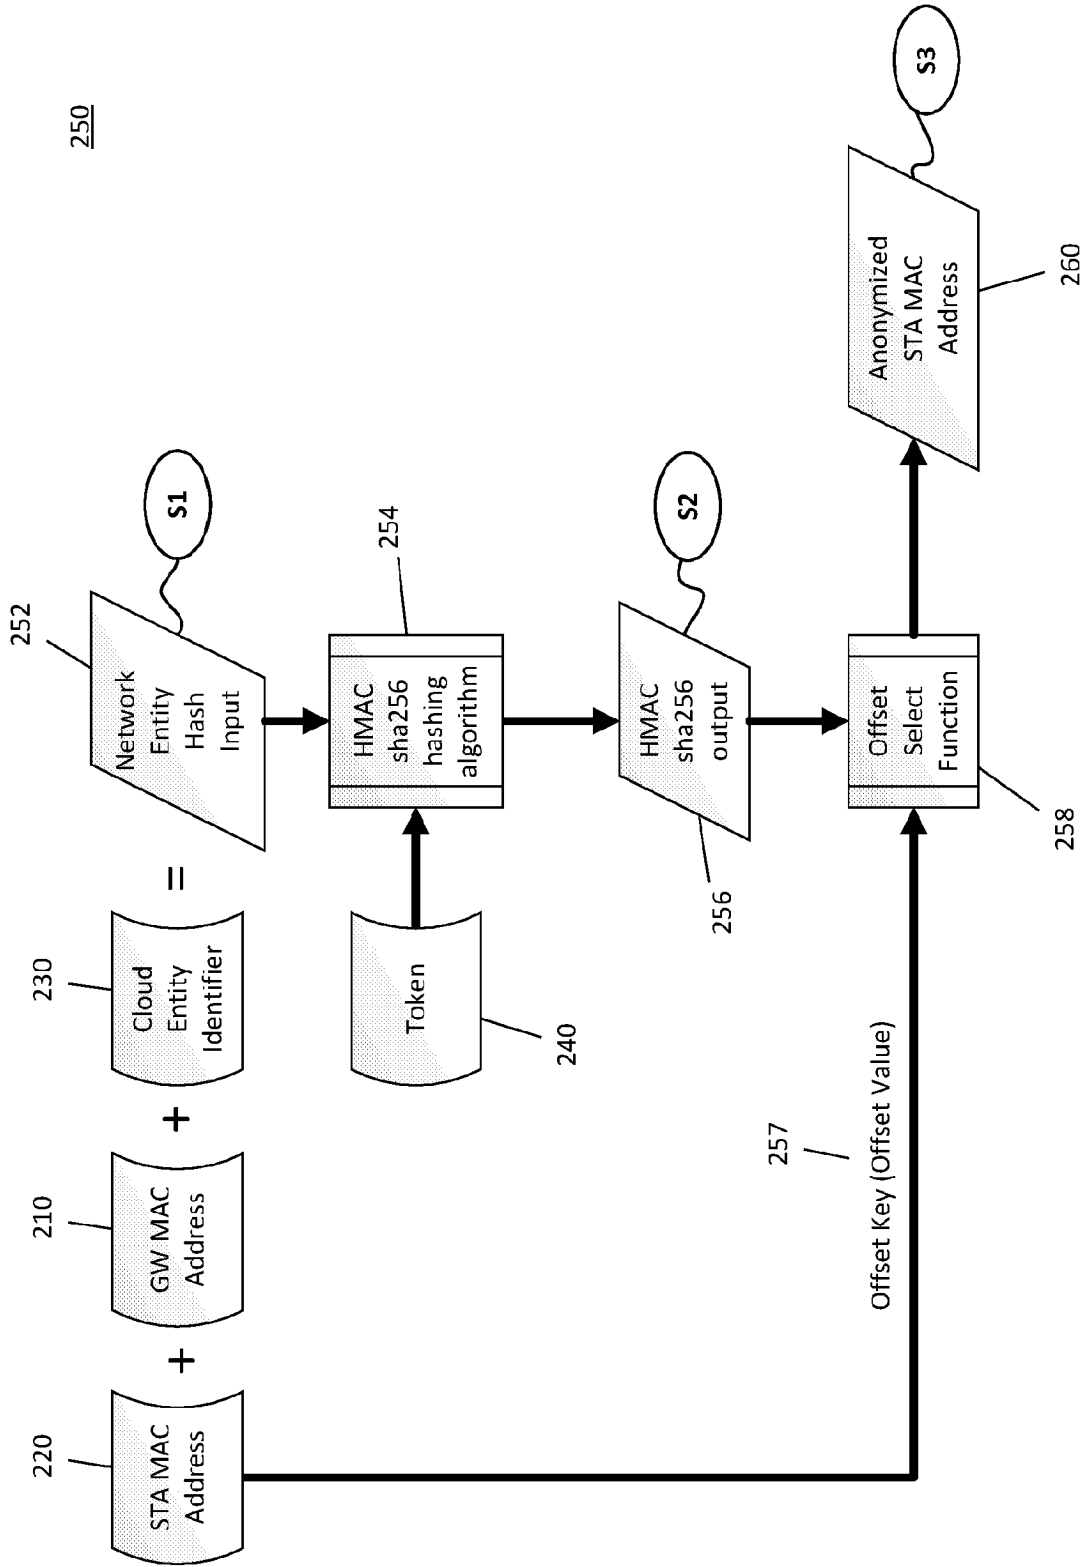 250
220
210
230
252
STA MAC
Address
+
GW MAC
Address
+
Cloud
Entity
Identifier
=
Network
Entity
Hash
Input
S1
Token
240
HMAC
sha256
hashing
algorithm
254
HMAC
sha256
output
256
S2
257
Offset Key (Offset Value)
Offset
Select
Function
258
Anonymized
STA MAC
Address
260
S3